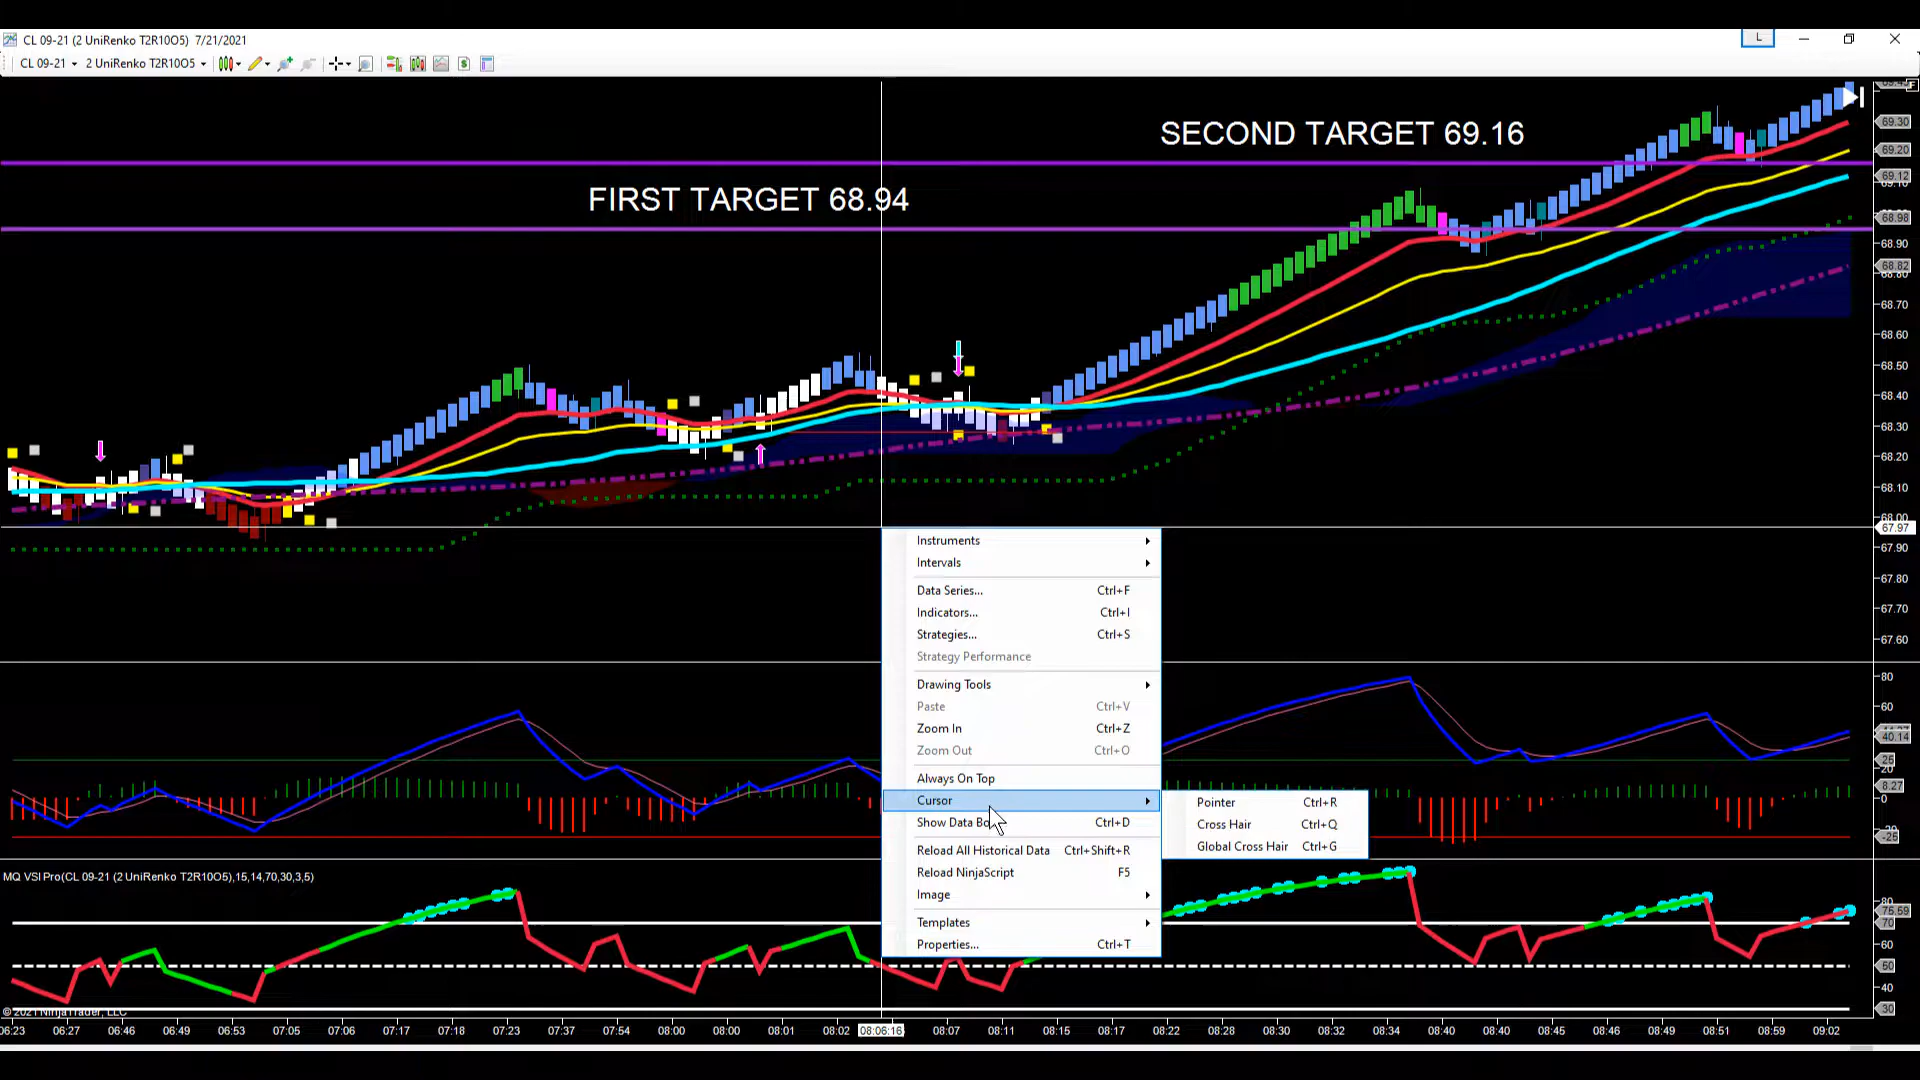 CL 09-21 (2 UniRenko T2R10O5) 7/21/2021
L
CL 09-21 2 UniRenko T2R10O5
F
SECOND TARGET 69.16
FIRST TARGET 68.94
69.30
69.20
69.12
69.10
68.98
68.90
68.82
68.80
68.70
68.60
68.50
68.40
68.30
68.20
68.10
68.00
67.97
67.90
67.80
67.70
67.60
Instruments
Intervals
Data Series... Ctrl+F
Indicators... Ctrl+I
Strategies... Ctrl+S
Strategy Performance
Drawing Tools
Paste Ctrl+V
Zoom In Ctrl+Z
Zoom Out Ctrl+O
Always On Top
Cursor
Show Data Bo Ctrl+D
Reload All Historical Data Ctrl+Shift+R
Reload NinjaScript F5
Image
Templates
Properties... Ctrl+T
Pointer Ctrl+R
Cross Hair Ctrl+Q
Global Cross Hair Ctrl+G
80
60
40.14
25
8.27
0
-25
MQ VSI Pro(CL 09-21 (2 UniRenko T2R10O5),15,14,70,30,3,5)
80
75.59
70
60
50
40
30
© 2021 NinjaTrader, LLC
06:23 06:27 06:46 06:49 06:53 07:05 07:06 07:17 07:18 07:23 07:37 07:54 08:00 08:00 08:01 08:02 08:06:16 08:07 08:11 08:15 08:17 08:22 08:28 08:30 08:32 08:34 08:40 08:40 08:45 08:46 08:49 08:51 08:59 09:02